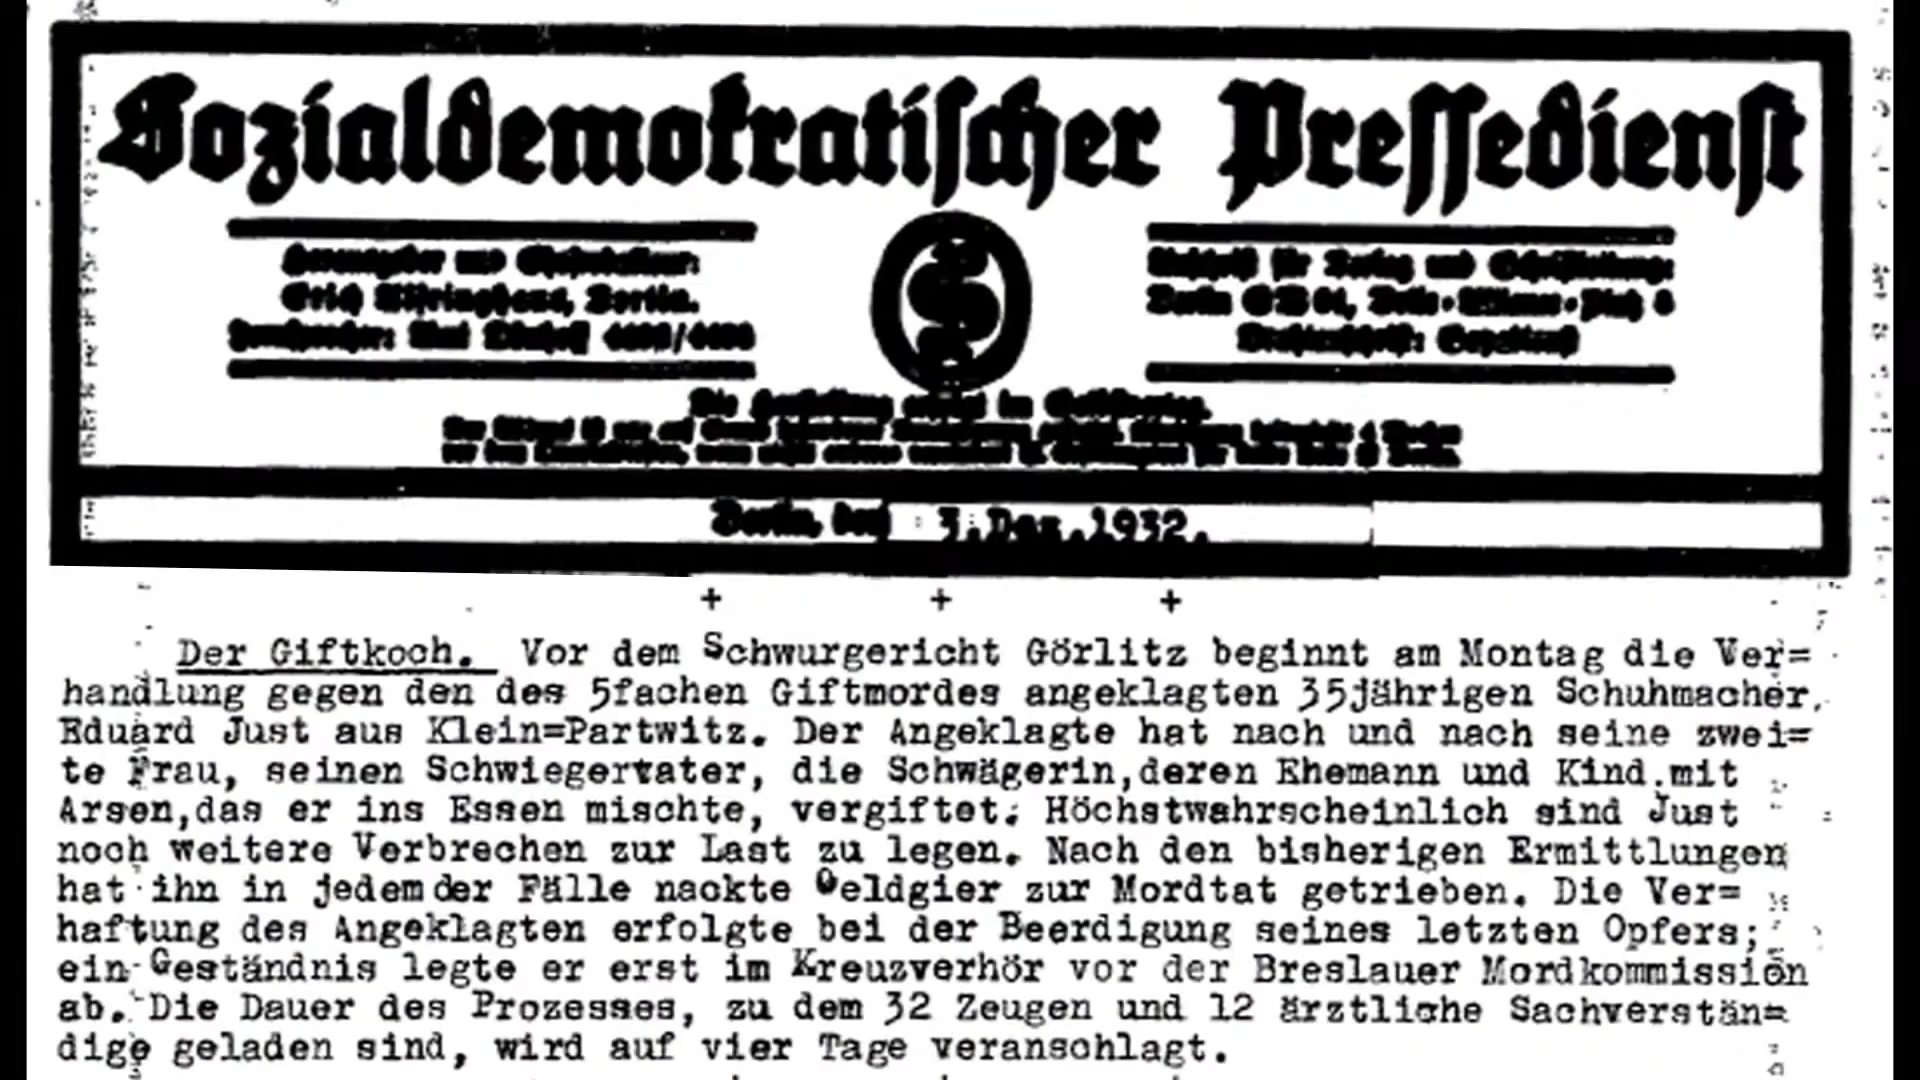 Sozialdemokratischer Pressedienst
Berlin, den 3. Dez. 1932.
+ + +
Der Giftkoch. Vor dem Schwurgericht Görlitz beginnt am Montag die Ver=
handlung gegen den des 5fachen Giftmordes angeklagten 35jährigen Schuhmacher,
Eduard Just aus Klein=Partwitz. Der Angeklagte hat nach und nach seine zwei=
te Frau, seinen Schwiegervater, die Schwägerin,deren Ehemann und Kind mit
Arsen,das er ins Essen mischte, vergiftet. Höchstwahrscheinlich sind Just
noch weitere Verbrechen zur Last zu legen. Nach den bisherigen Ermittlungen
hat ihn in jedem der Fälle nackte Geldgier zur Mordtat getrieben. Die Ver=
haftung des Angeklagten erfolgte bei der Beerdigung seines letzten Opfers;
ein Geständnis legte er erst im Kreuzverhör vor der Breslauer Mordkommission
ab. Die Dauer des Prozesses, zu dem 32 Zeugen und 12 ärztliche Sachverstän=
dige geladen sind, wird auf vier Tage veranschlagt.